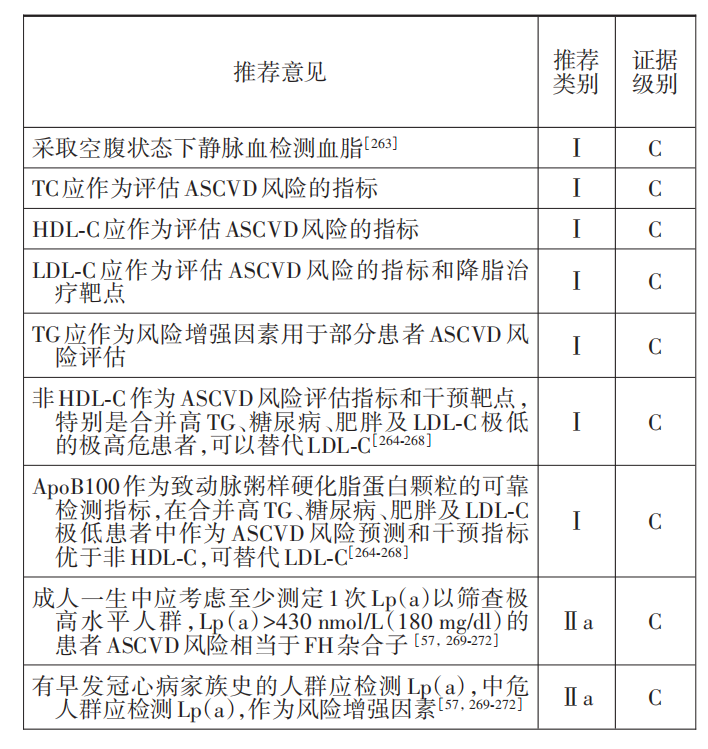 推荐意见
推荐
类别
证据
级别
采取空腹状态下静脉血检测血脂[263]
Ⅰ
C
TC应作为评估ASCVD风险的指标
Ⅰ
C
HDL-C应作为评估ASCVD风险的指标
Ⅰ
C
LDL-C应作为评估ASCVD风险的指标和降脂治
疗靶点
Ⅰ
C
TG应作为风险增强因素用于部分患者ASCVD风
险评估
Ⅰ
C
非HDL-C作为ASCVD风险评估指标和干预靶点,
特别是合并高TG、糖尿病、肥胖及LDL-C极低
的极高危患者,可以替代LDL-C[264-268]
Ⅰ
C
ApoB100作为致动脉粥样硬化脂蛋白颗粒的可靠
检测指标,在合并高TG、糖尿病、肥胖及LDL-C
极低患者中作为ASCVD风险预测和干预指标
优于非HDL-C,可替代LDL-C[264-268]
Ⅰ
C
成人一生中应考虑至少测定1次Lp(a)以筛查极
高水平人群,Lp(a)>430 nmol/L(180 mg/dl)的
患者ASCVD风险相当于FH杂合子[57, 269-272]
Ⅱa
C
有早发冠心病家族史的人群应检测Lp(a),中危
人群应检测Lp(a),作为风险增强因素[57, 269-272]
Ⅱa
C